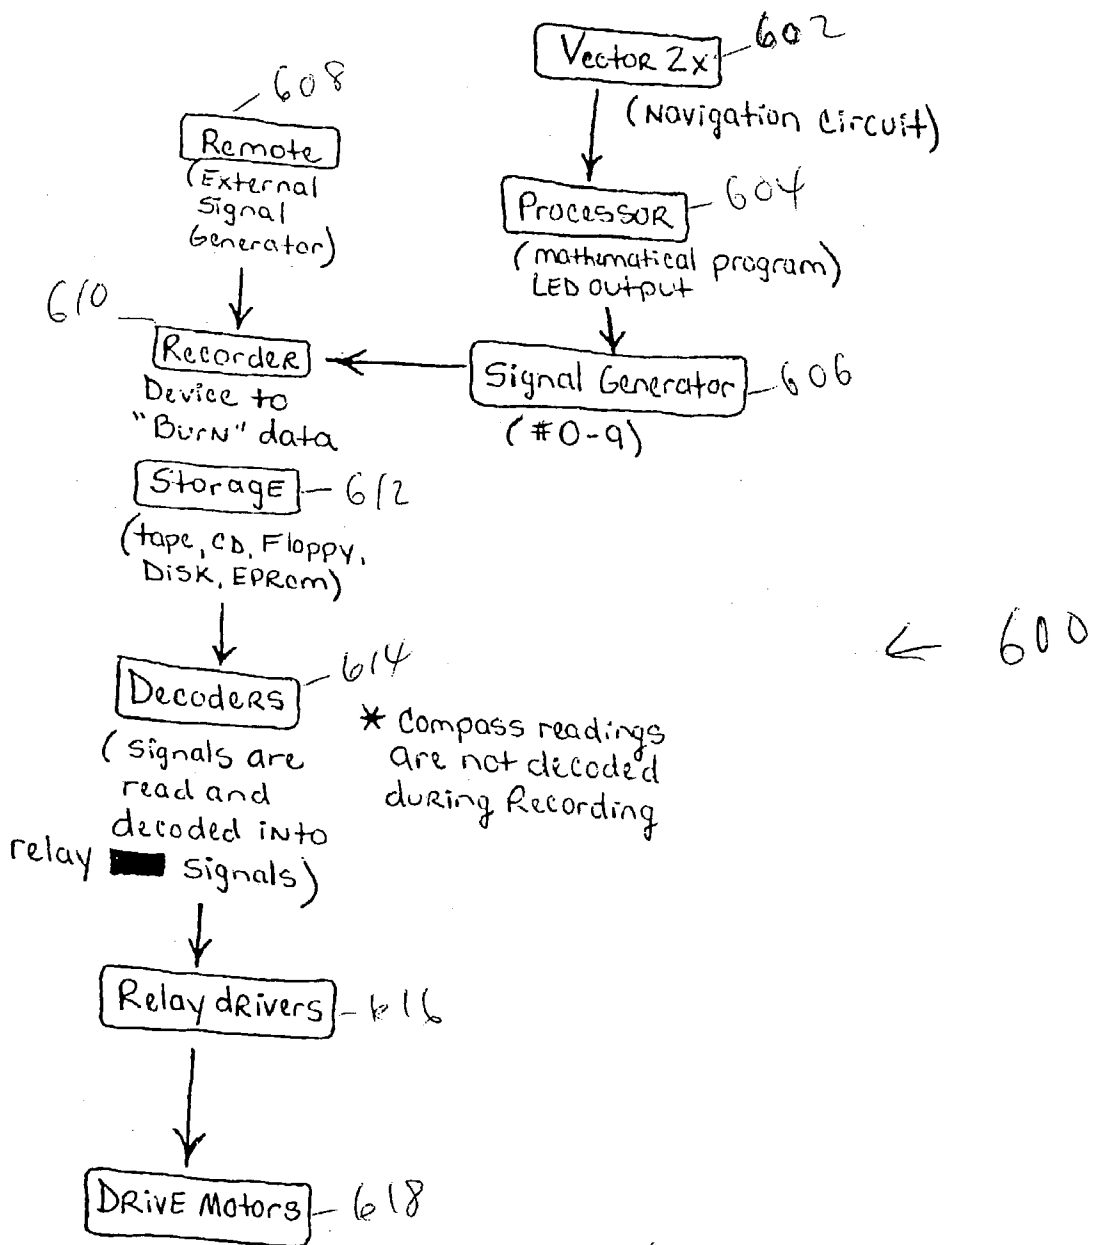 608
Remote
(External
Signal
Generator)
Vector 2x
602
(Navigation circuit)
Processor
604
(mathematical program)
LED output
610
Recorder
Device to
"Burn" data
Signal Generator
606
(#0-9)
Storage
612
(tape, CD, Floppy,
Disk, EPRom)
600
Decoders
614
(signals are
read and
decoded into
relay signals)
* Compass readings
are not decoded
during Recording
Relay drivers
616
Drive Motors
618